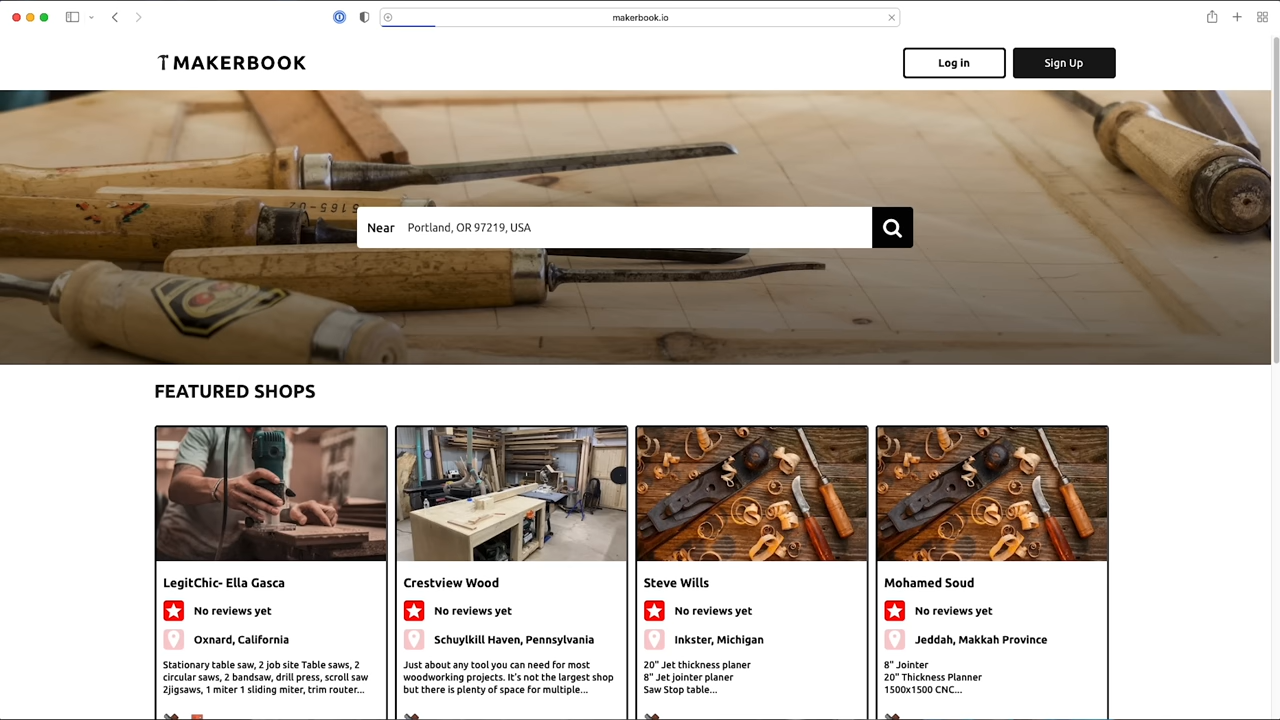 makerbook.io
MAKERBOOK
Log in
Sign Up
5165-02
Near Portland, OR 97219, USA
FEATURED SHOPS
LegitChic- Ella Gasca
No reviews yet
Oxnard, California
Stationary table saw, 2 job site Table saws, 2
circular saws, 2 bandsaw, drill press, scroll saw
2jigsaws, 1 miter 1 sliding miter, trim router...
Crestview Wood
No reviews yet
Schuylkill Haven, Pennsylvania
Just about any tool you can need for most
woodworking projects. It's not the largest shop
but there is plenty of space for multiple...
Steve Wills
No reviews yet
Inkster, Michigan
20" Jet thickness planer
8" Jet jointer planer
Saw Stop table...
Mohamed Soud
No reviews yet
Jeddah, Makkah Province
8" Jointer
20" Thickness Planner
1500x1500 CNC...